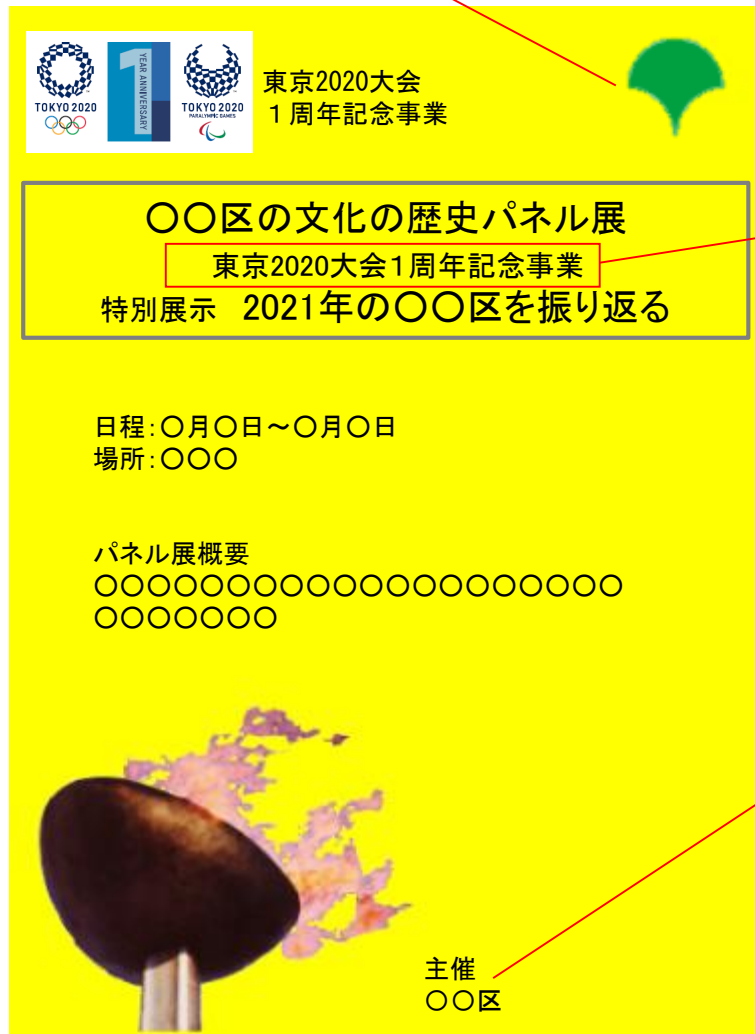 TOKYO 2020
YEAR ANNIVERSARY
1
TOKYO 2020
PARALYMPIC GAMES
東京2020大会
１周年記念事業
〇〇区の文化の歴史パネル展
東京2020大会１周年記念事業
特別展示　2021年の〇〇区を振り返る
日程：〇月〇日～〇月〇日
場所：〇〇〇
パネル展概要
〇〇〇〇〇〇〇〇〇〇〇〇〇〇〇〇〇〇〇〇
〇〇〇〇〇〇〇
主催
〇〇区